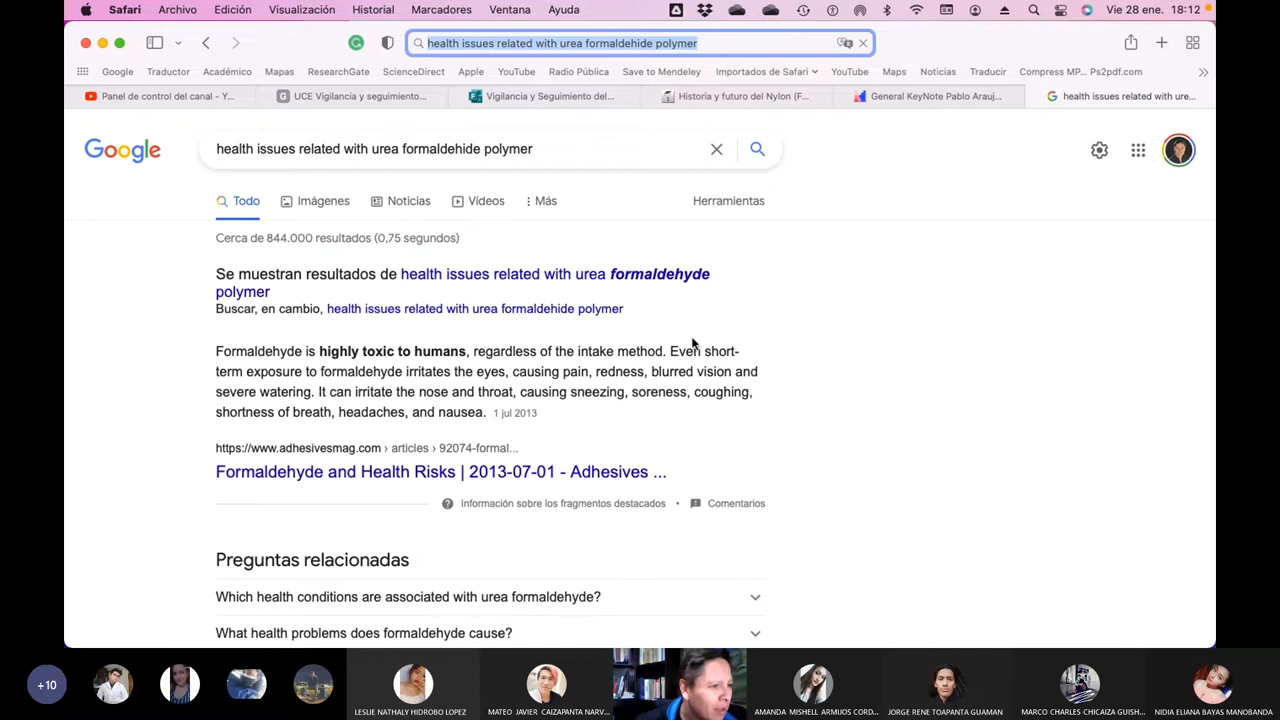 Safari Archivo Edición Visualización Historial Marcadores Ventana Ayuda Vie 28 ene. 18:12
health issues related with urea formaldehide polymer
Google Traductor Académico Mapas ResearchGate ScienceDirect Apple YouTube Radio Pública Save to Mendeley Importados de Safari YouTube Maps Noticias Traducir Compress MP... Ps2pdf.com
Panel de control del canal - Y... UCE Vigilancia y seguimiento... Vigilancia y Seguimiento del... Historia y futuro del Nylon (F... General KeyNote Pablo Arauj... health issues related with ure...
Google health issues related with urea formaldehide polymer
Todo Imágenes Noticias Vídeos Más Herramientas
Cerca de 844.000 resultados (0,75 segundos)
Se muestran resultados de health issues related with urea formaldehyde
polymer
Buscar, en cambio, health issues related with urea formaldehide polymer
Formaldehyde is highly toxic to humans, regardless of the intake method. Even short-
term exposure to formaldehyde irritates the eyes, causing pain, redness, blurred vision and
severe watering. It can irritate the nose and throat, causing sneezing, soreness, coughing,
shortness of breath, headaches, and nausea. 1 jul 2013
https://www.adhesivesmag.com › articles › 92074-formal...
Formaldehyde and Health Risks | 2013-07-01 - Adhesives ...
Información sobre los fragmentos destacados • Comentarios
Preguntas relacionadas
Which health conditions are associated with urea formaldehyde?
What health problems does formaldehyde cause?
+10
LESLIE NATHALY HIDROBO LOPEZ MATEO JAVIER CAIZAPANTA NARV... AMANDA MISHELL ARMIJOS CORD... JORGE RENE TOAPANTA GUAMAN MARCO CHARLES CHICAIZA GUISH... NIDIA ELIANA BAYAS MANOBANDA